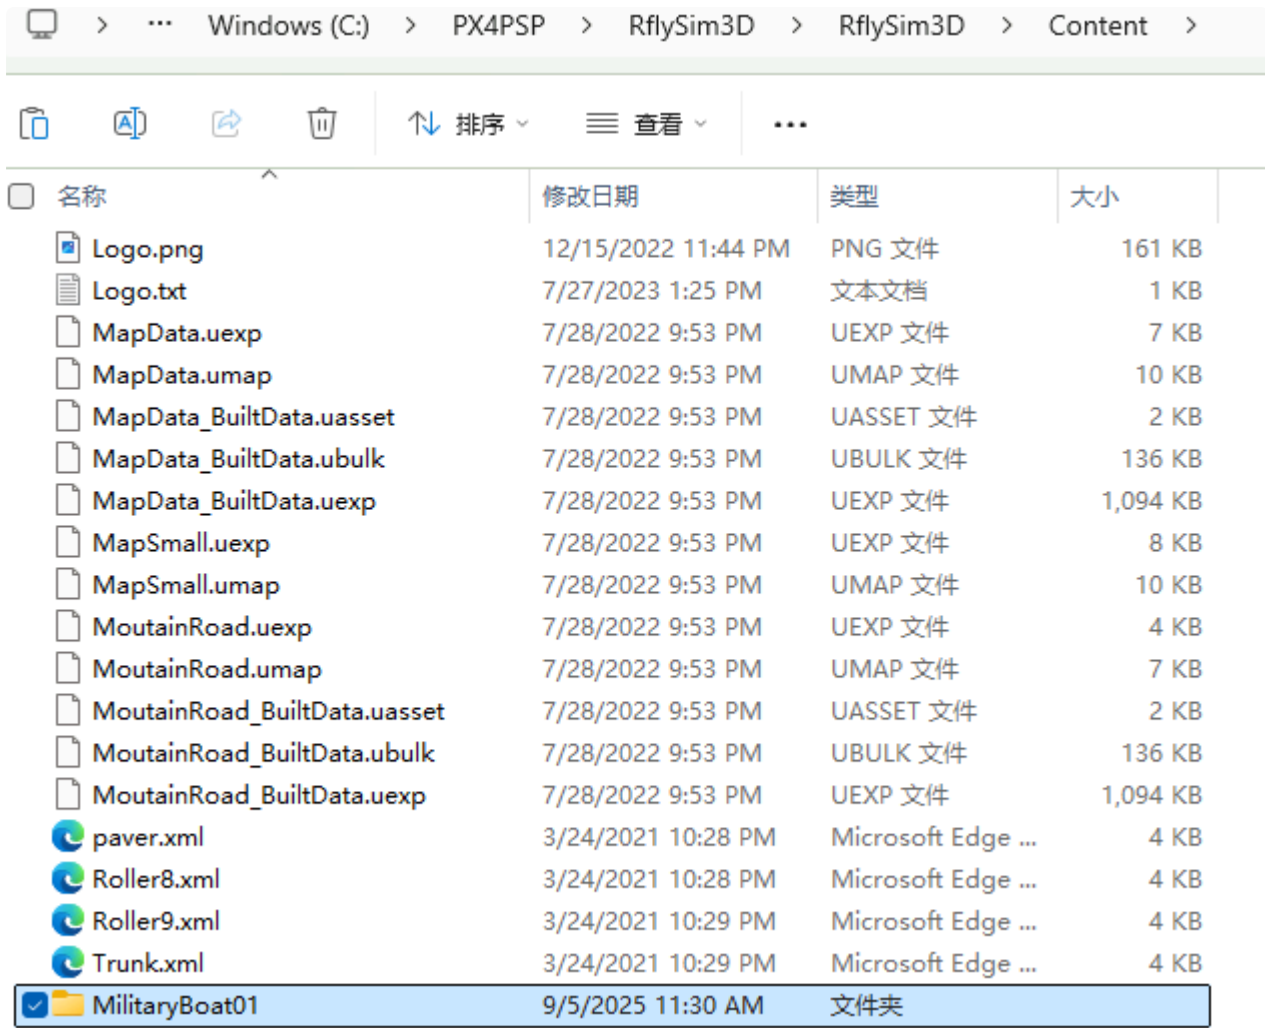 Windows (C:) > PX4PSP > RflySim3D > RflySim3D > Content >
排序 查看
名称 修改日期 类型 大小
Logo.png 12/15/2022 11:44 PM PNG 文件 161 KB
Logo.txt 7/27/2023 1:25 PM 文本文档 1 KB
MapData.uexp 7/28/2022 9:53 PM UEXP 文件 7 KB
MapData.umap 7/28/2022 9:53 PM UMAP 文件 10 KB
MapData_BuiltData.uasset 7/28/2022 9:53 PM UASSET 文件 2 KB
MapData_BuiltData.ubulk 7/28/2022 9:53 PM UBULK 文件 136 KB
MapData_BuiltData.uexp 7/28/2022 9:53 PM UEXP 文件 1,094 KB
MapSmall.uexp 7/28/2022 9:53 PM UEXP 文件 8 KB
MapSmall.umap 7/28/2022 9:53 PM UMAP 文件 10 KB
MoutainRoad.uexp 7/28/2022 9:53 PM UEXP 文件 4 KB
MoutainRoad.umap 7/28/2022 9:53 PM UMAP 文件 7 KB
MoutainRoad_BuiltData.uasset 7/28/2022 9:53 PM UASSET 文件 2 KB
MoutainRoad_BuiltData.ubulk 7/28/2022 9:53 PM UBULK 文件 136 KB
MoutainRoad_BuiltData.uexp 7/28/2022 9:53 PM UEXP 文件 1,094 KB
paver.xml 3/24/2021 10:28 PM Microsoft Edge ... 4 KB
Roller8.xml 3/24/2021 10:28 PM Microsoft Edge ... 4 KB
Roller9.xml 3/24/2021 10:29 PM Microsoft Edge ... 4 KB
Trunk.xml 3/24/2021 10:29 PM Microsoft Edge ... 4 KB
MilitaryBoat01 9/5/2025 11:30 AM 文件夹